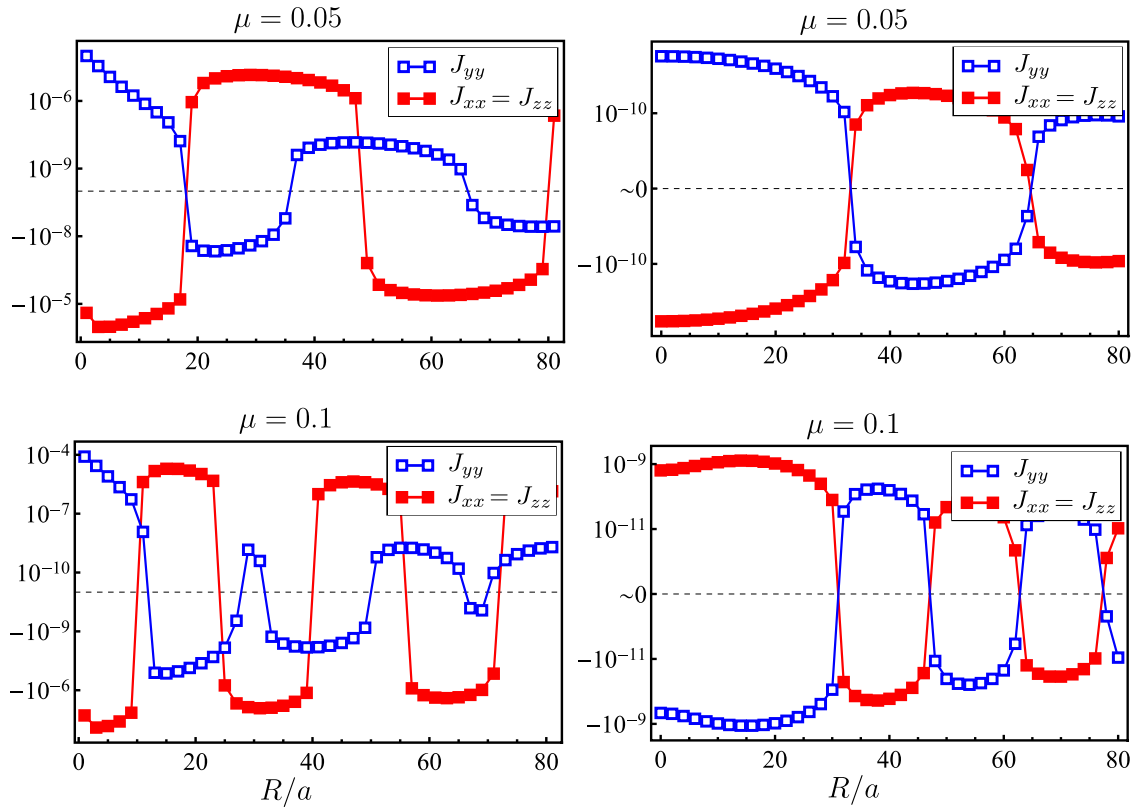 μ = 0.05
J_yy
J_xx = J_zz
10^-6
10^-9
-10^-8
-10^-5
0
20
40
60
80
μ = 0.05
J_yy
J_xx = J_zz
10^-10
~0
-10^-10
0
20
40
60
80
μ = 0.1
J_yy
J_xx = J_zz
10^-4
10^-7
10^-10
-10^-9
-10^-6
0
20
40
60
80
R/a
μ = 0.1
J_yy
J_xx = J_zz
10^-9
10^-11
~0
-10^-11
-10^-9
0
20
40
60
80
R/a